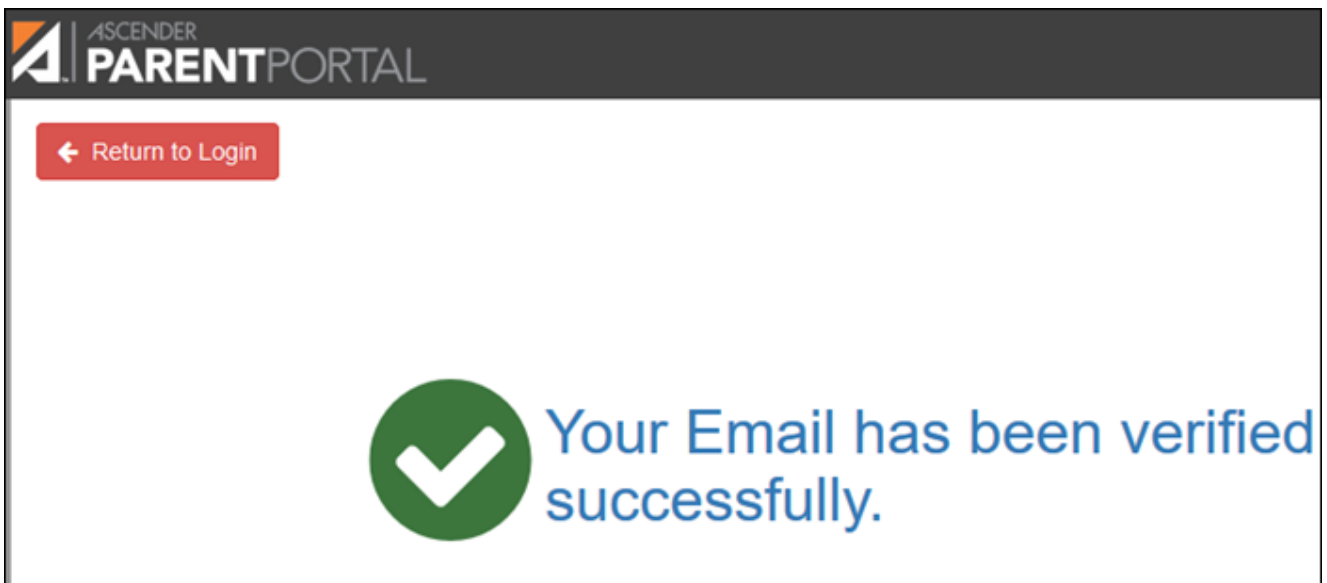 ASCENDER
PARENTPORTAL
Return to Login
Your Email has been verified
successfully.